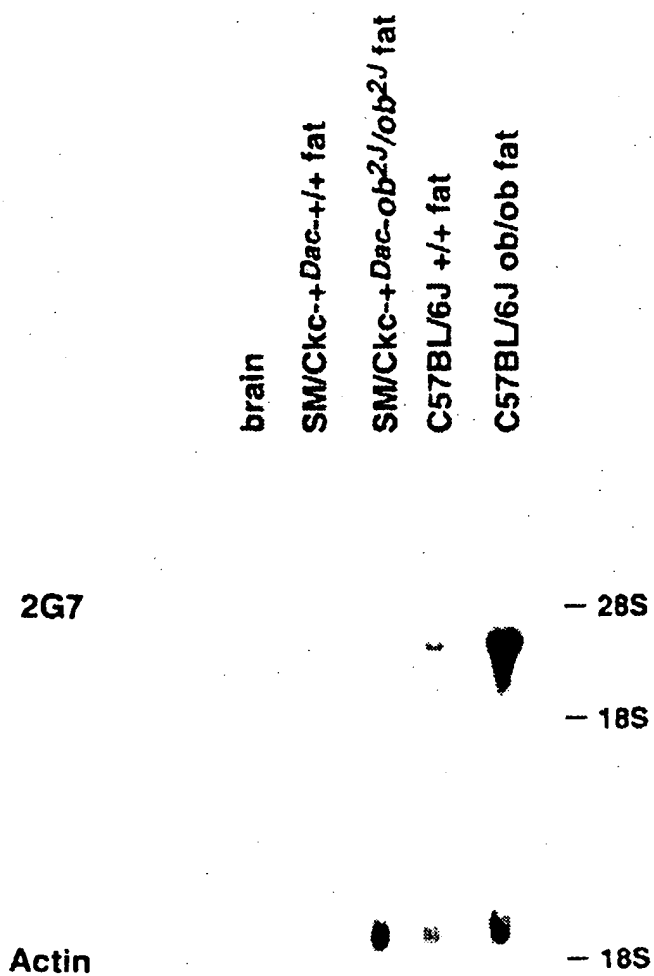 brain
SM/Ckc-+Dac-+/+ fat
SM/Ckc-+Dac-ob2J/ob2J fat
C57BL/6J +/+ fat
C57BL/6J ob/ob fat
2G7
– 28S
– 18S
Actin
– 18S